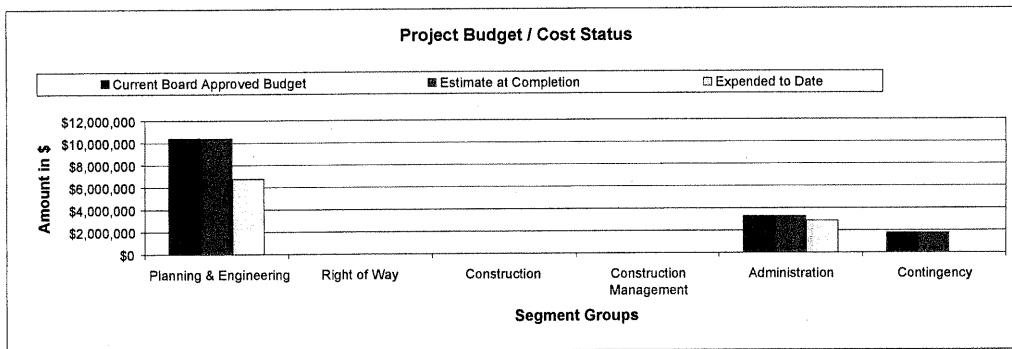 Project Budget / Cost Status
Current Board Approved Budget Estimate at Completion Expended to Date
$12,000,000
$10,000,000
$8,000,000
$6,000,000
$4,000,000
$2,000,000
$0
Amount in $
Planning & Engineering Right of Way Construction Construction Management Administration Contingency
Segment Groups